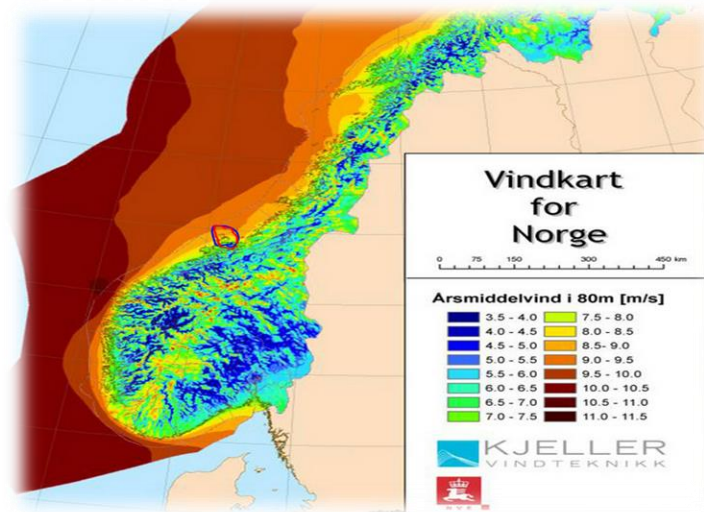 Vindkart
for
Norge
0 75 150 300 450 km
Årsmiddelvind i 80m [m/s]
3.5 - 4.0 7.5 - 8.0
4.0 - 4.5 8.0 - 8.5
4.5 - 5.0 8.5- 9.0
5.0 - 5.5 9.0 - 9.5
5.5 - 6.0 9.5 - 10.0
6.0 - 6.5 10.0 - 10.5
6.5 - 7.0 10.5 - 11.0
7.0 - 7.5 11.0 - 11.5
KJELLER
VINDTEKNIKK